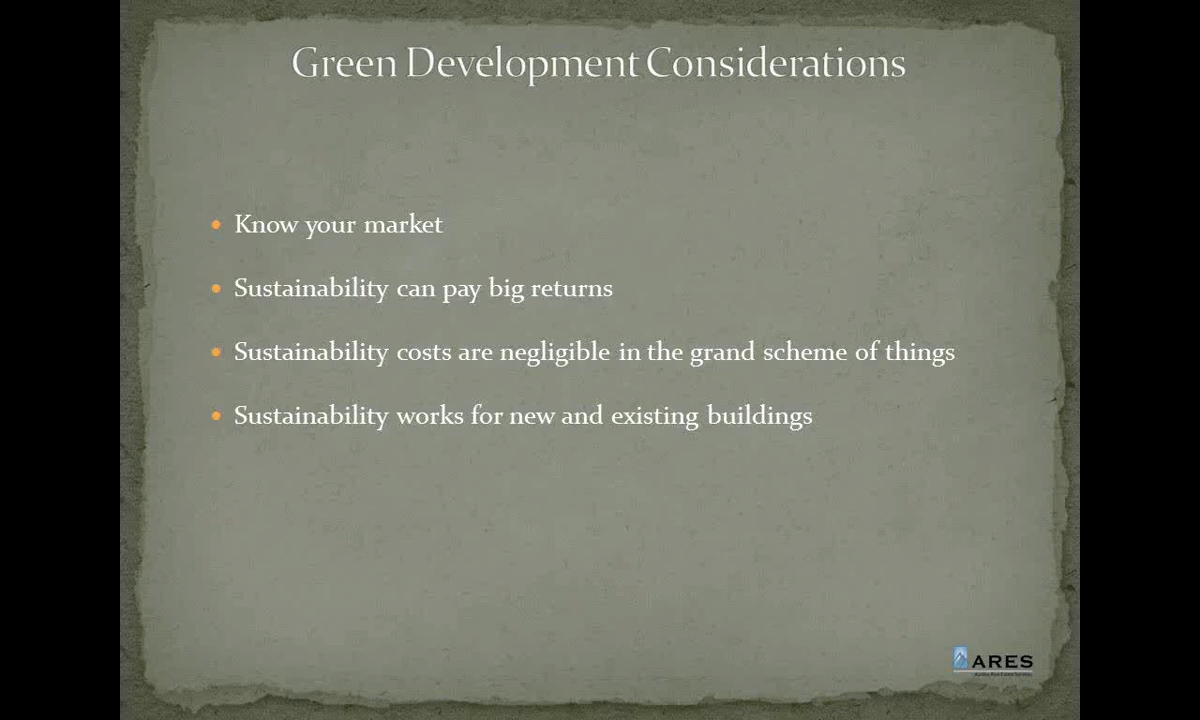 Green Development Considerations
• Know your market
• Sustainability can pay big returns
• Sustainability costs are negligible in the grand scheme of things
• Sustainability works for new and existing buildings
ARES